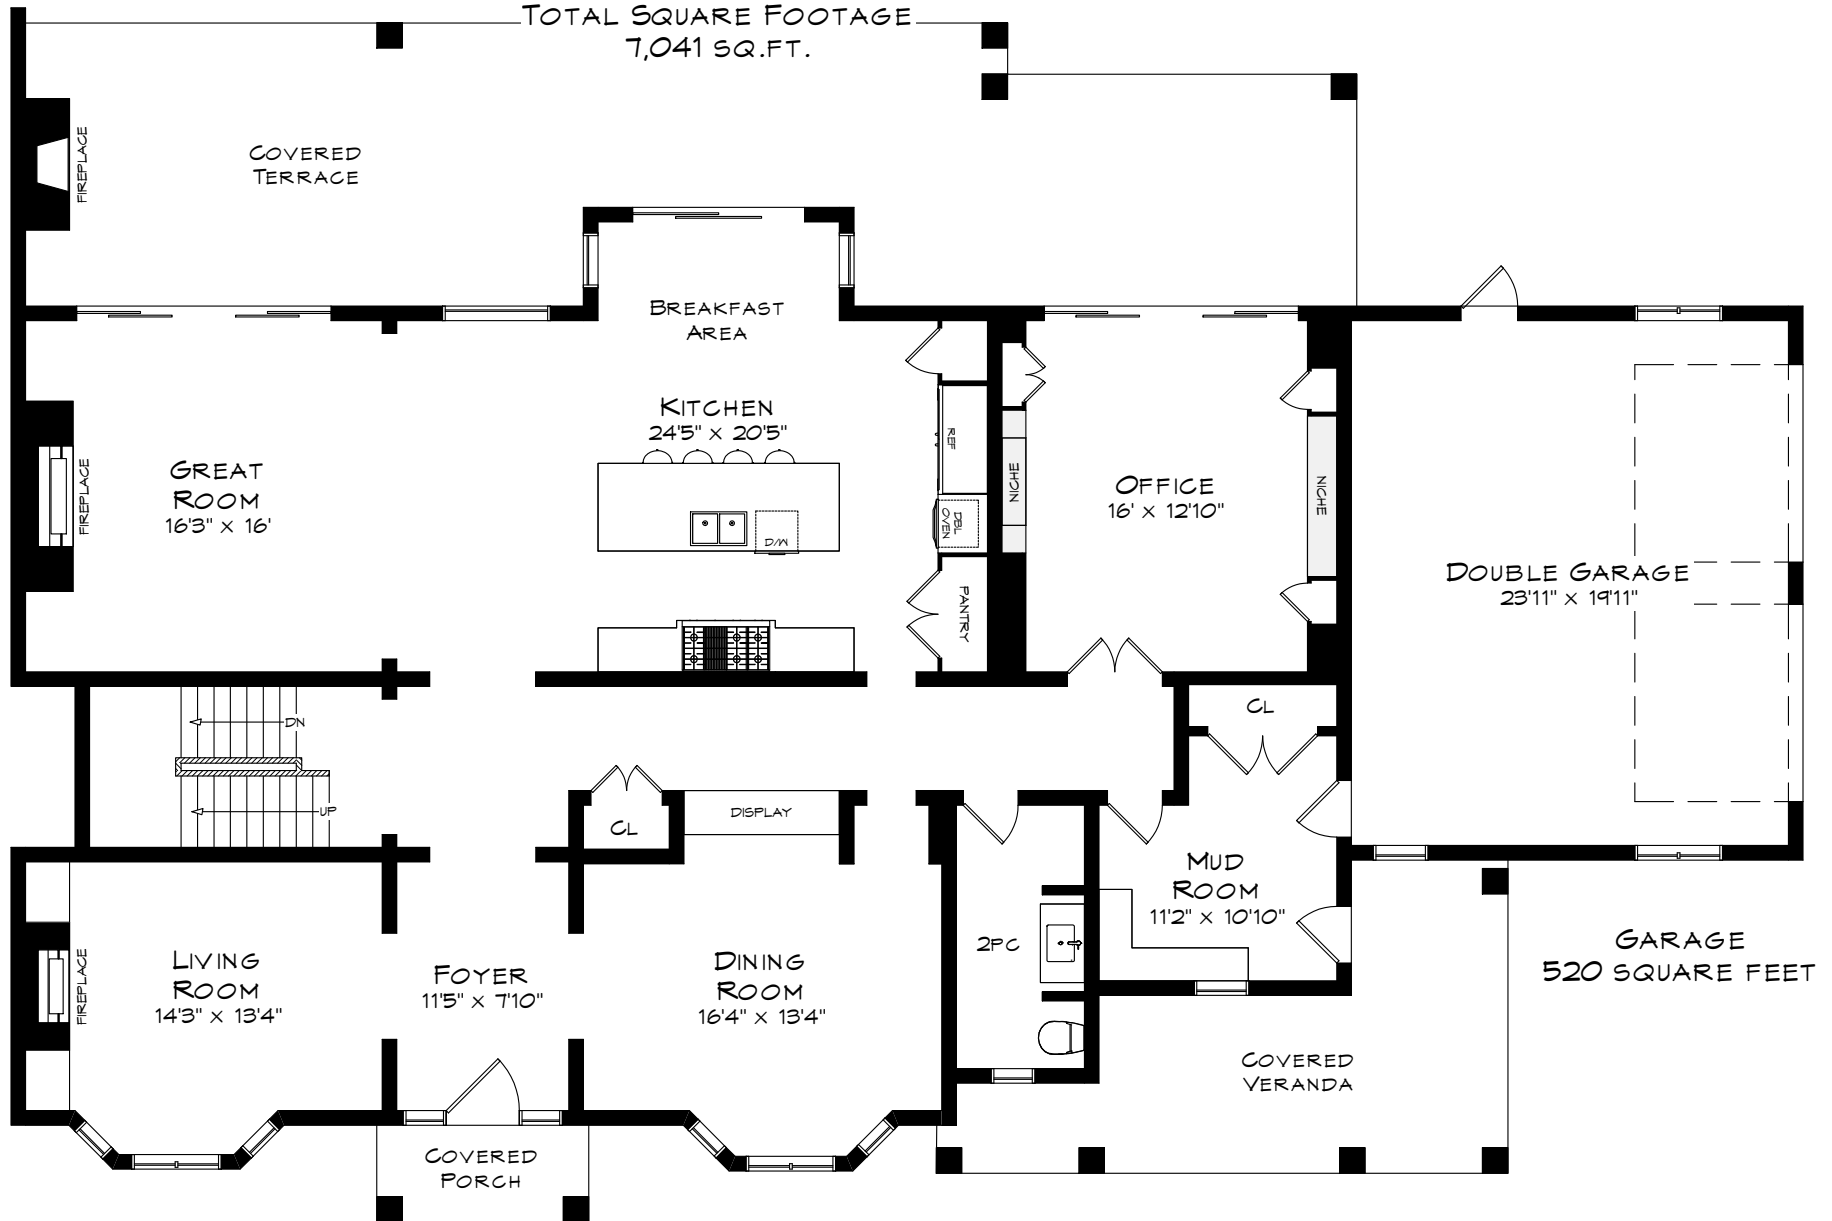 TOTAL SQUARE FOOTAGE
7,041 SQ.FT.
FIREPLACE
COVERED
TERRACE
BREAKFAST
AREA
KITCHEN
24'5" x 20'5"
REF
DBL
OVEN
D/W
PANTRY
GREAT
ROOM
16'3" x 16'
FIREPLACE
NICHE
OFFICE
16' x 12'10"
NICHE
DOUBLE GARAGE
23'11" x 19'11"
DN
UP
CL
DISPLAY
CL
MUD
ROOM
11'2" x 10'10"
2PC
LIVING
ROOM
14'3" x 13'4"
FIREPLACE
FOYER
11'5" x 7'10"
DINING
ROOM
16'4" x 13'4"
GARAGE
520 SQUARE FEET
COVERED
VERANDA
COVERED
PORCH